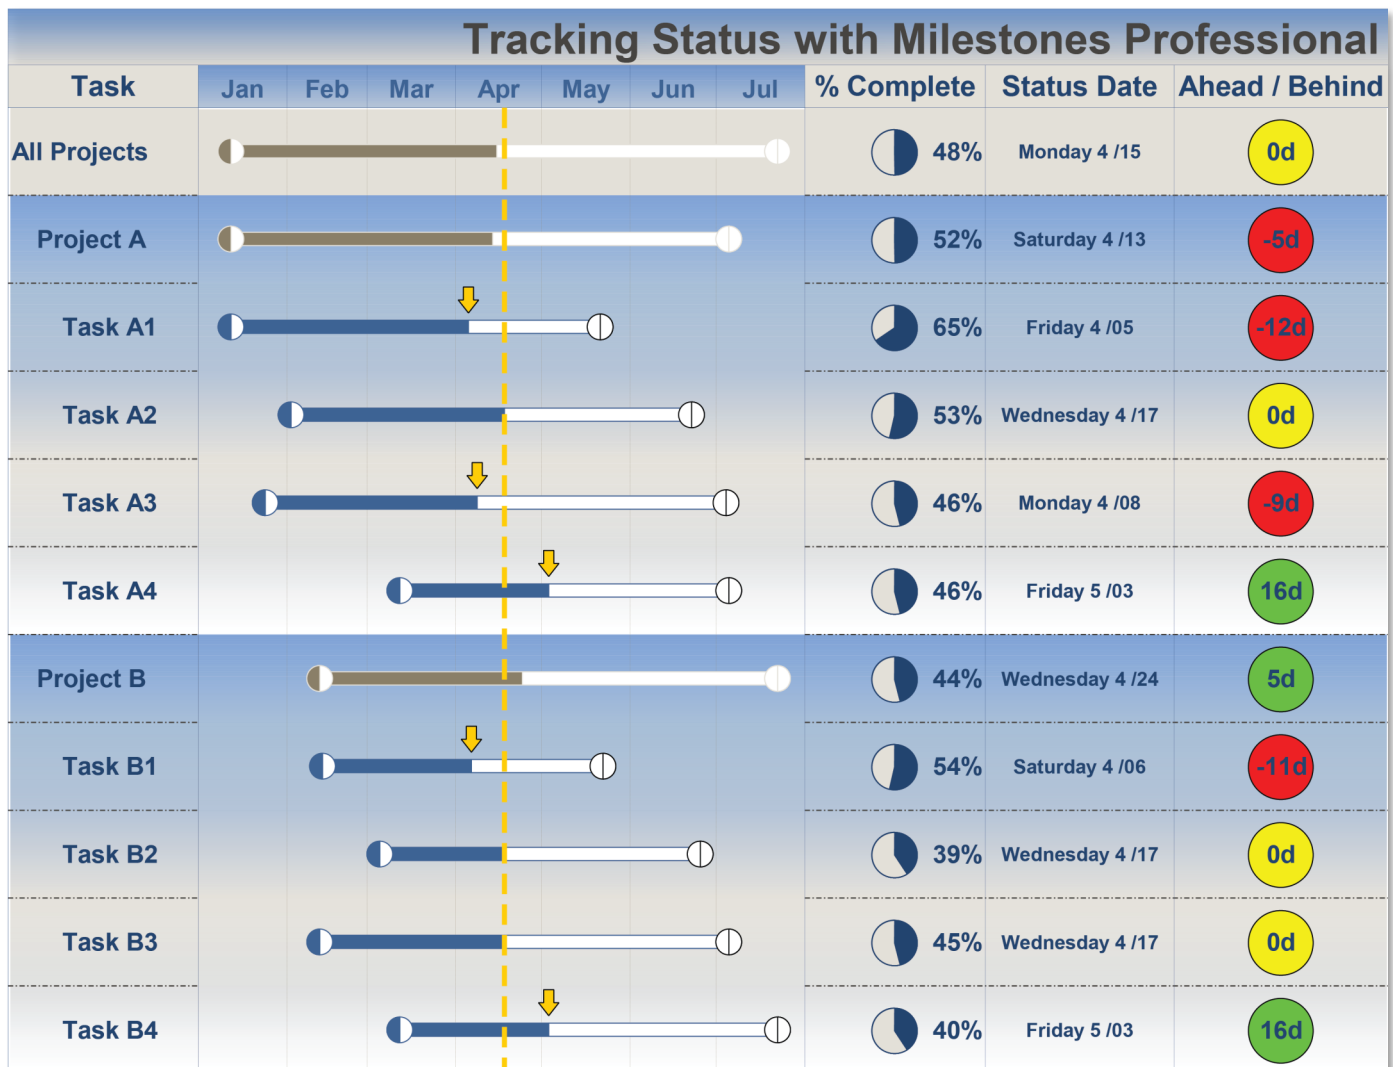 Tracking Status with Milestones Professional
Task Jan Feb Mar Apr May Jun Jul % Complete Status Date Ahead / Behind
All Projects 48% Monday 4 /15 0d
Project A 52% Saturday 4 /13 -5d
Task A1 65% Friday 4 /05 -12d
Task A2 53% Wednesday 4 /17 0d
Task A3 46% Monday 4 /08 -9d
Task A4 46% Friday 5 /03 16d
Project B 44% Wednesday 4 /24 5d
Task B1 54% Saturday 4 /06 -11d
Task B2 39% Wednesday 4 /17 0d
Task B3 45% Wednesday 4 /17 0d
Task B4 40% Friday 5 /03 16d